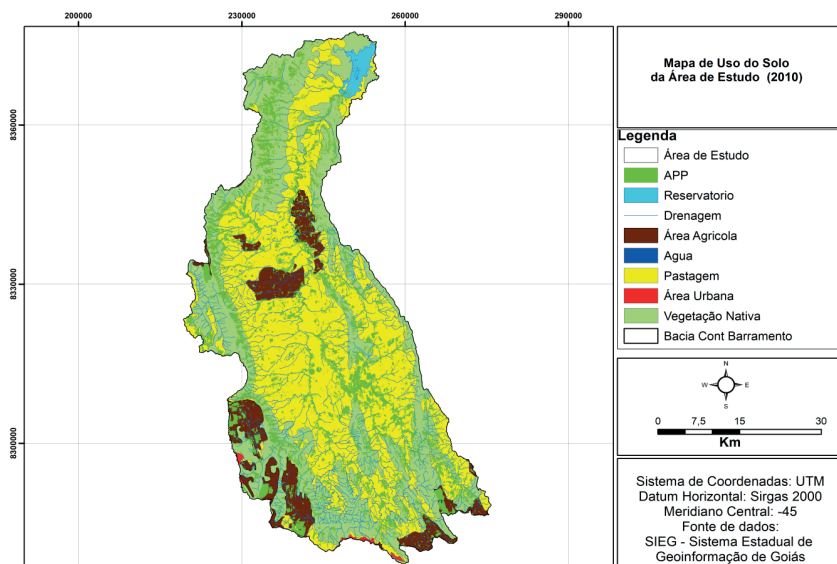 200000 230000 260000 290000
8360000
8330000
8300000
Mapa de Uso do Solo
da Área de Estudo (2010)
Legenda
Área de Estudo
APP
Reservatorio
Drenagem
Área Agricola
Agua
Pastagem
Área Urbana
Vegetação Nativa
Bacia Cont Barramento
N
W E
S
0 7,5 15 30
Km
Sistema de Coordenadas: UTM
Datum Horizontal: Sirgas 2000
Meridiano Central: -45
Fonte de dados:
SIEG - Sistema Estadual de
Geoinformação de Goiás